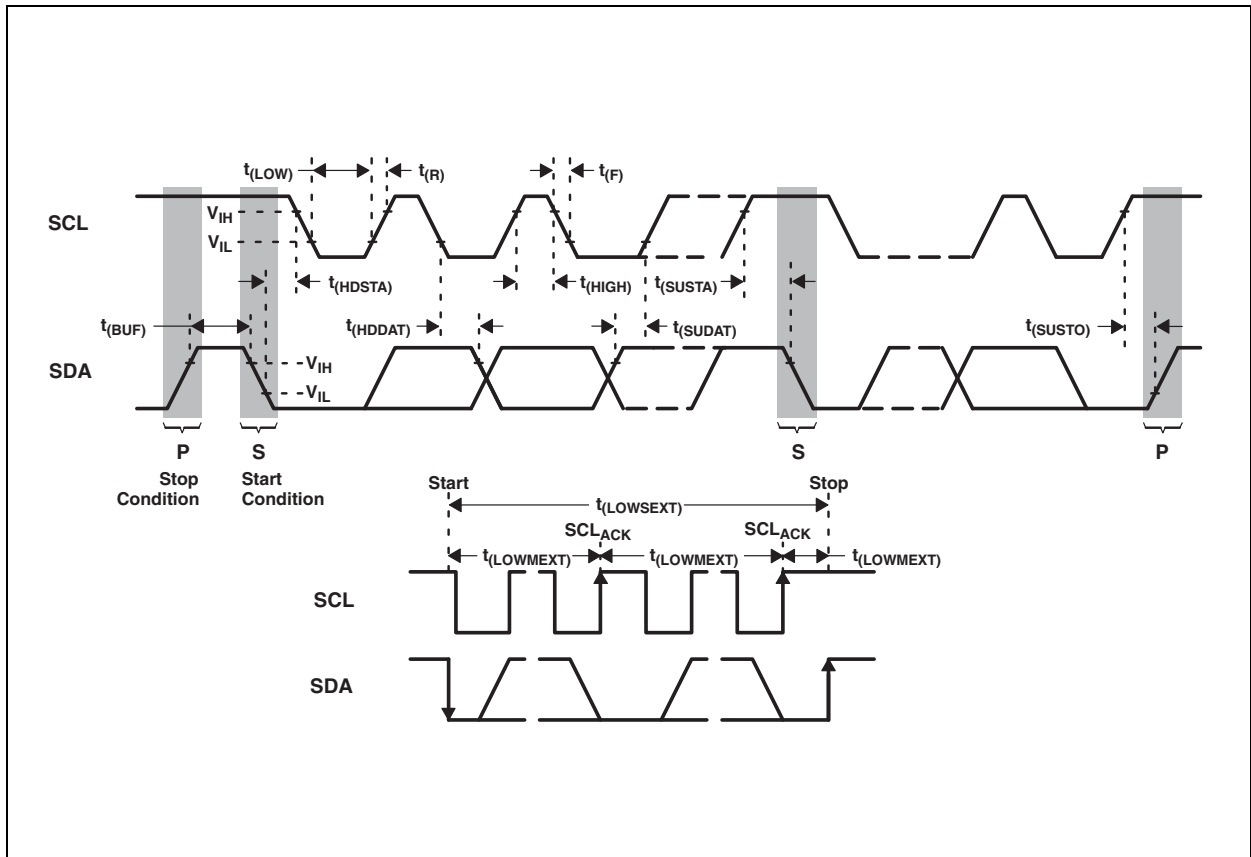 t(LOW)
t(R)
t(F)
SCL
VIH
VIL
t(HDSTA)
t(HIGH)
t(SUSTA)
t(BUF)
t(HDDAT)
t(SUDAT)
t(SUSTO)
SDA
VIH
VIL
P
S
S
P
Stop
Condition
Start
Condition
Start
Stop
t(LOWSEXT)
SCLACK
SCLACK
t(LOWMEXT)
t(LOWMEXT)
t(LOWMEXT)
SCL
SDA